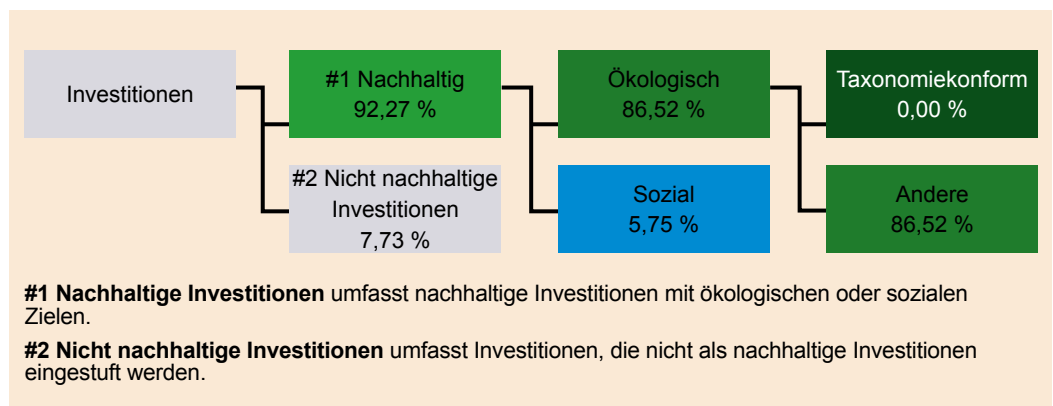 Investitionen
#1 Nachhaltig
92,27 %
Ökologisch
86,52 %
Taxonomiekonform
0,00 %
#2 Nicht nachhaltige
Investitionen
7,73 %
Sozial
5,75 %
Andere
86,52 %
#1 Nachhaltige Investitionen umfasst nachhaltige Investitionen mit ökologischen oder sozialen
Zielen.
#2 Nicht nachhaltige Investitionen umfasst Investitionen, die nicht als nachhaltige Investitionen
eingestuft werden.